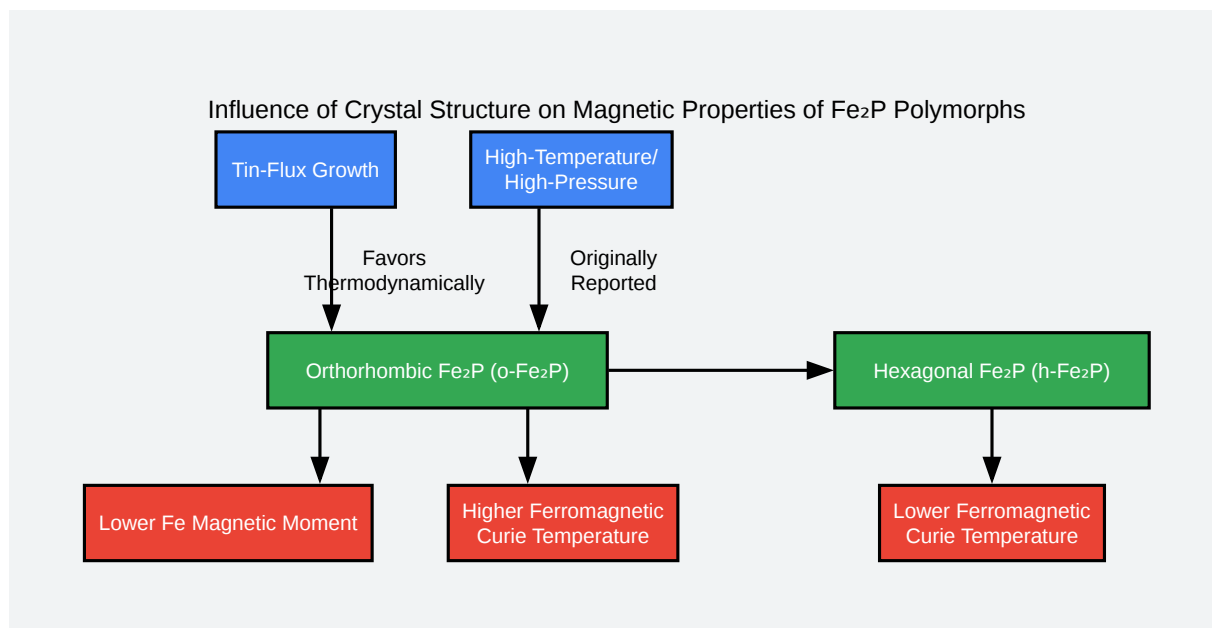 Influence of Crystal Structure on Magnetic Properties of Fe₂P Polymorphs
Tin-Flux Growth
High-Temperature/
High-Pressure
Favors
Thermodynamically
Originally
Reported
Orthorhombic Fe₂P (o-Fe₂P)
Hexagonal Fe₂P (h-Fe₂P)
Lower Fe Magnetic Moment
Higher Ferromagnetic
Curie Temperature
Lower Ferromagnetic
Curie Temperature